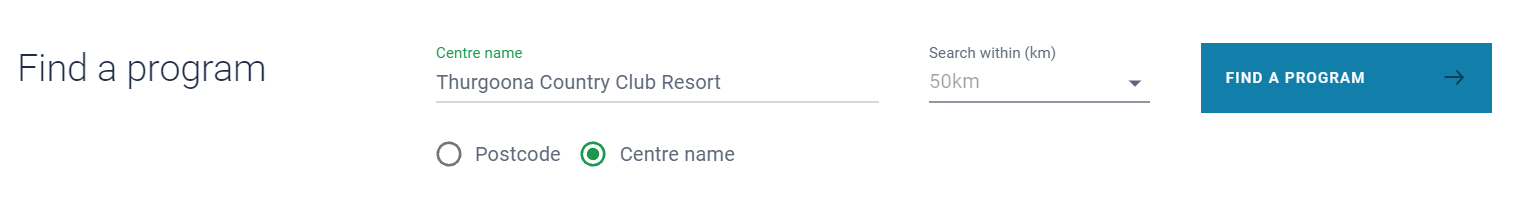 Find a program
Centre name
Thurgoona Country Club Resort
Search within (km)
50km
FIND A PROGRAM
Postcode
Centre name